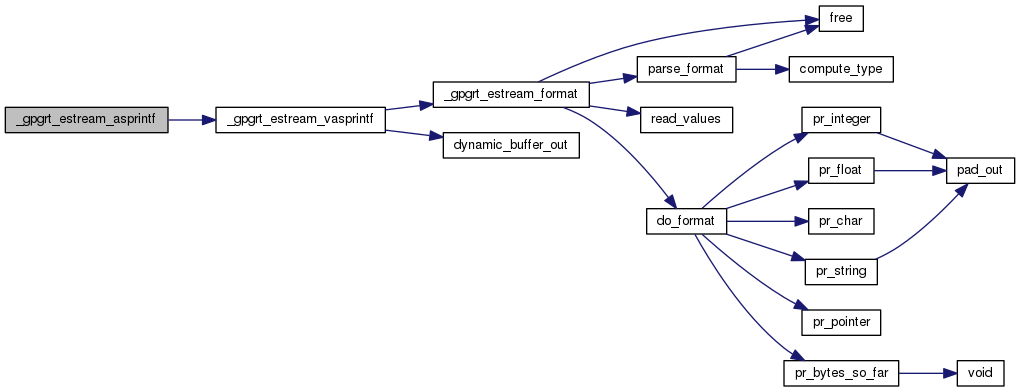 _gpgrt_estream_asprintf
_gpgrt_estream_vasprintf
_gpgrt_estream_format
dynamic_buffer_out
free
parse_format
compute_type
read_values
do_format
pr_integer
pr_float
pr_char
pr_string
pr_pointer
pr_bytes_so_far
pad_out
void